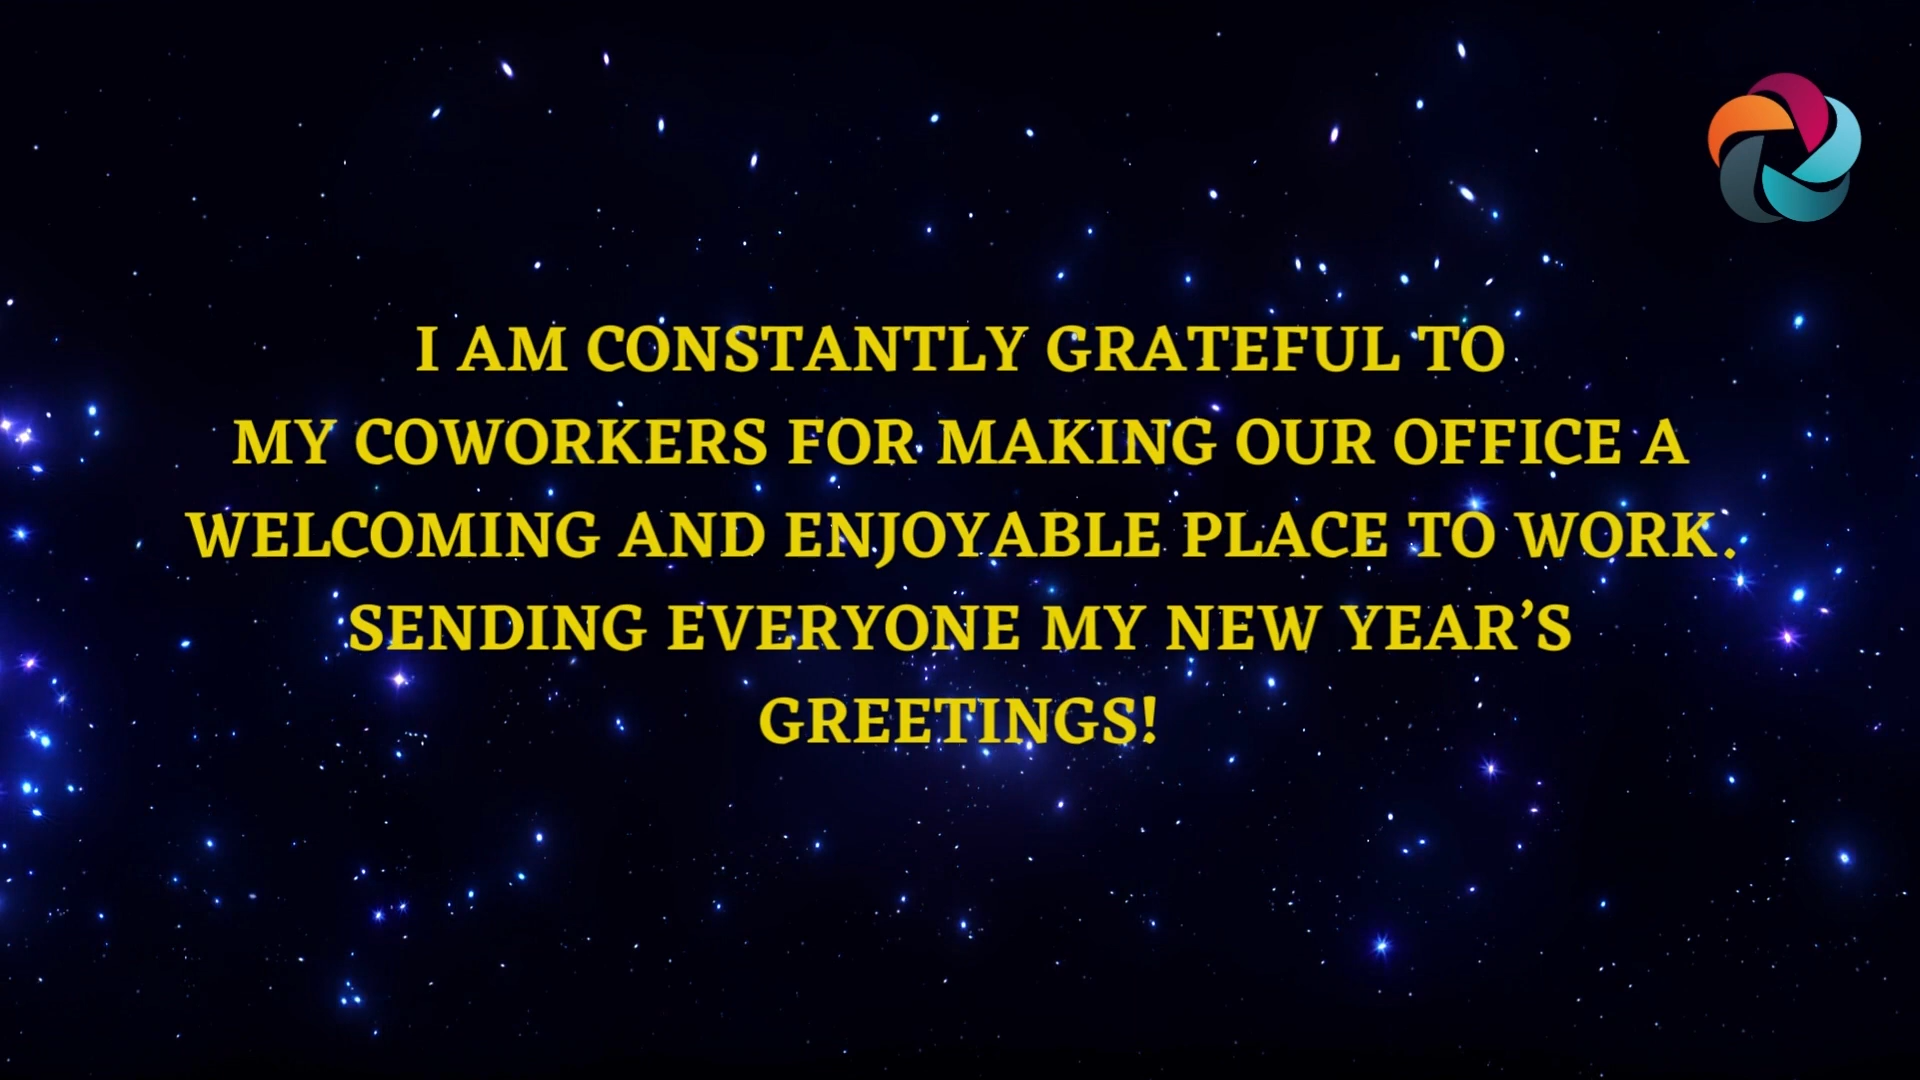 I AM CONSTANTLY GRATEFUL TO
MY COWORKERS FOR MAKING OUR OFFICE A
WELCOMING AND ENJOYABLE PLACE TO WORK.
SENDING EVERYONE MY NEW YEAR’S
GREETINGS!